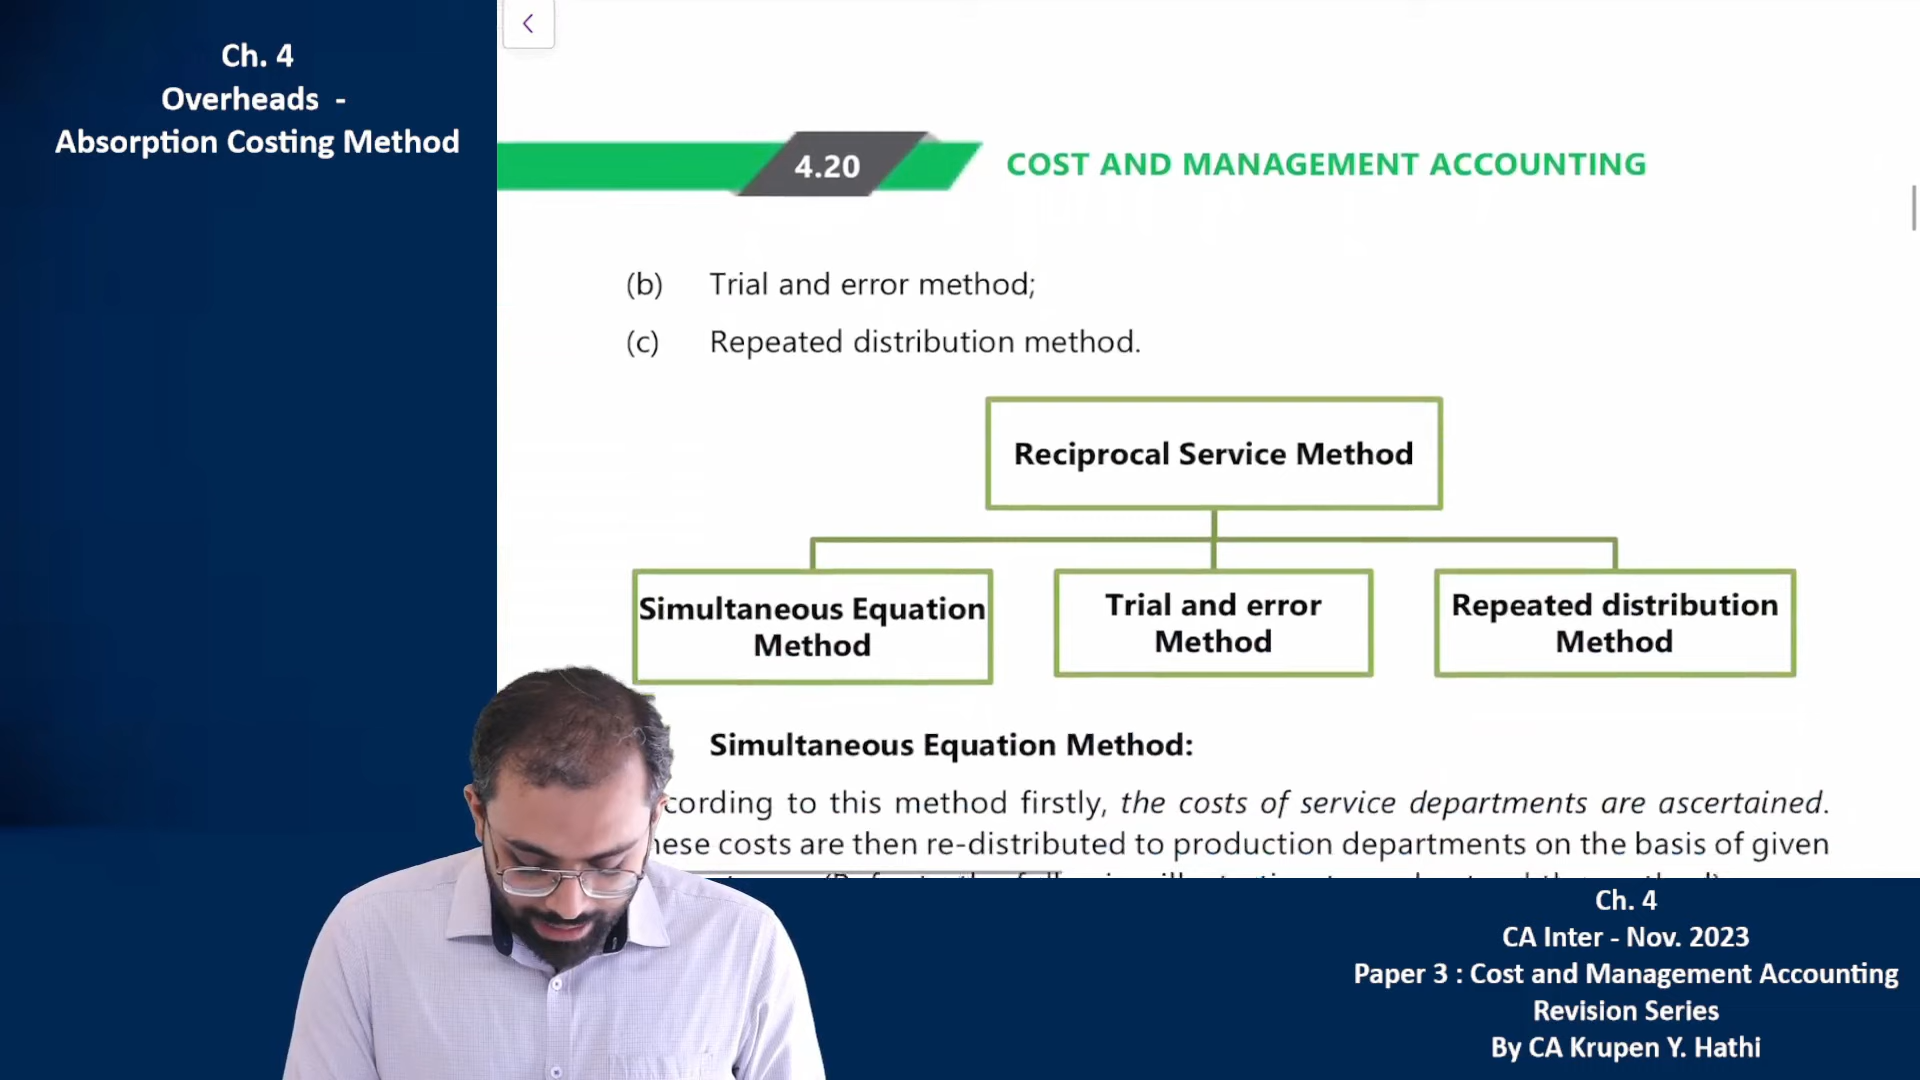 Ch. 4
Overheads -
Absorption Costing Method
4.20
COST AND MANAGEMENT ACCOUNTING
(b) Trial and error method;
(c) Repeated distribution method.
Reciprocal Service Method
Simultaneous Equation
Method
Trial and error
Method
Repeated distribution
Method
Simultaneous Equation Method:
cording to this method firstly, the costs of service departments are ascertained.
ese costs are then re-distributed to production departments on the basis of given
Ch. 4
CA Inter - Nov. 2023
Paper 3 : Cost and Management Accounting
Revision Series
By CA Krupen Y. Hathi